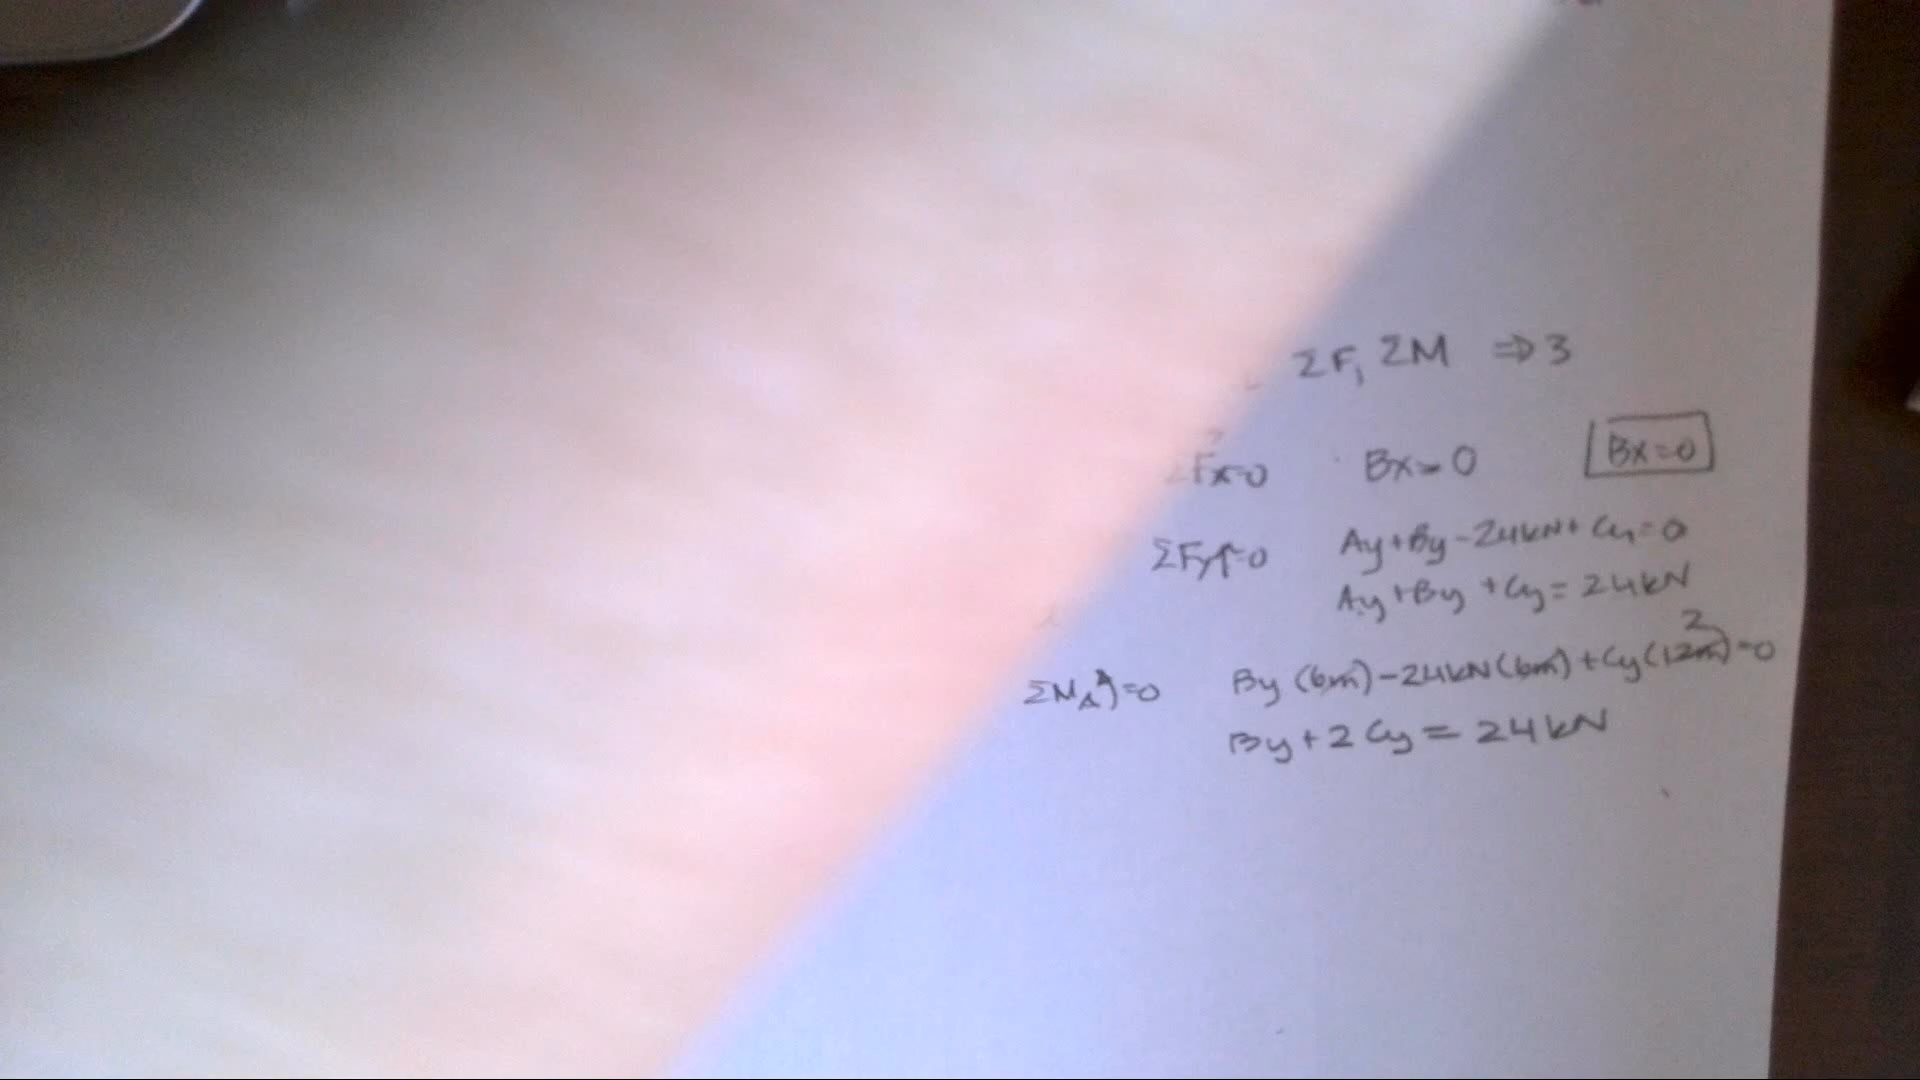 ΣF, ΣM ⇒ 3
ΣFx=0 Bx=0 Bx=0
ΣFy↑=0 Ay+By-24kN+Cy=0
Ay+By+Cy=24kN
2
ΣMA=0 By(6m)-24kN(6m)+Cy(12m)=0
By+2Cy=24kN